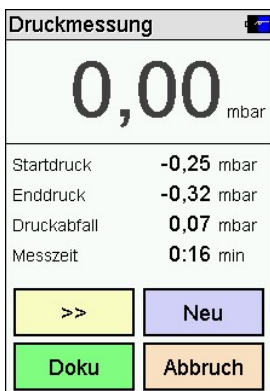 Druckmessung
0,00 mbar
Startdruck -0,25 mbar
Enddruck -0,32 mbar
Druckabfall 0,07 mbar
Messzeit 0:16 min
>> Neu
Doku Abbruch